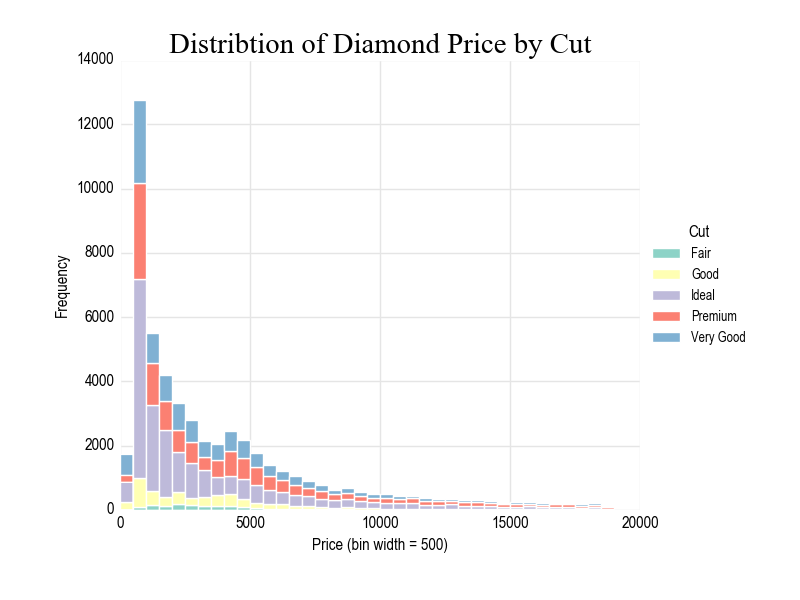 Distribtion of Diamond Price by Cut
14000
12000
10000
8000
6000
4000
2000
0
Frequency
0 5000 10000 15000 20000
Price (bin width = 500)
Cut
Fair
Good
Ideal
Premium
Very Good